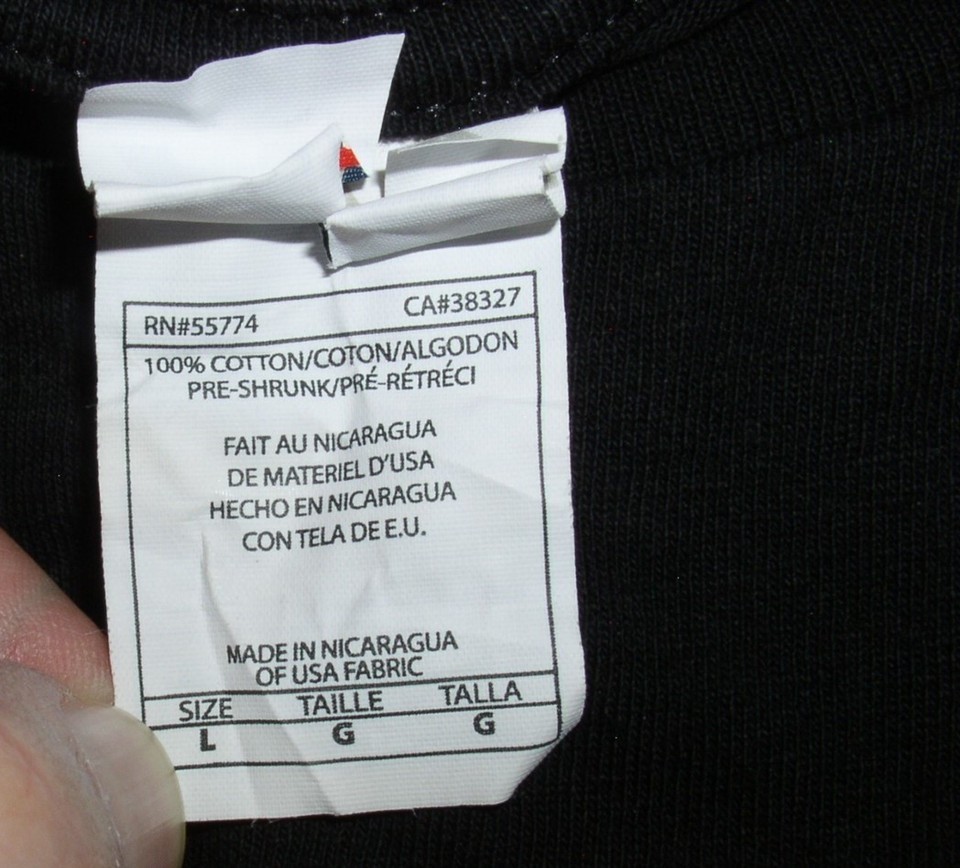 RN#55774 CA#38327
100% COTTON/COTON/ALGODON
PRE-SHRUNK/PRÉ-RÉTRÉCI
FAIT AU NICARAGUA
DE MATERIEL D'USA
HECHO EN NICARAGUA
CON TELA DE E.U.
MADE IN NICARAGUA
OF USA FABRIC
SIZE TAILLE TALLA
L G G